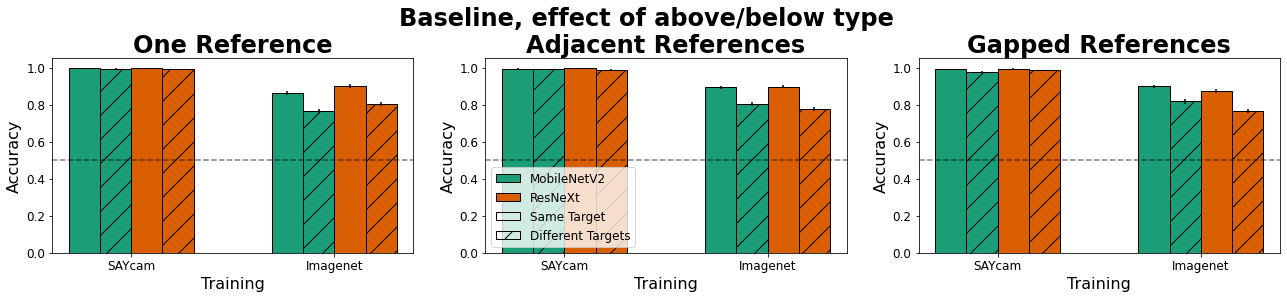 Baseline, effect of above/below type
One Reference
Adjacent References
Gapped References
Accuracy
1.0
0.8
0.6
0.4
0.2
0.0
SAYcam
Imagenet
Training
Accuracy
1.0
0.8
0.6
0.4
0.2
0.0
MobileNetV2
ResNeXt
Same Target
Different Targets
SAYcam
Imagenet
Training
Accuracy
1.0
0.8
0.6
0.4
0.2
0.0
SAYcam
Imagenet
Training